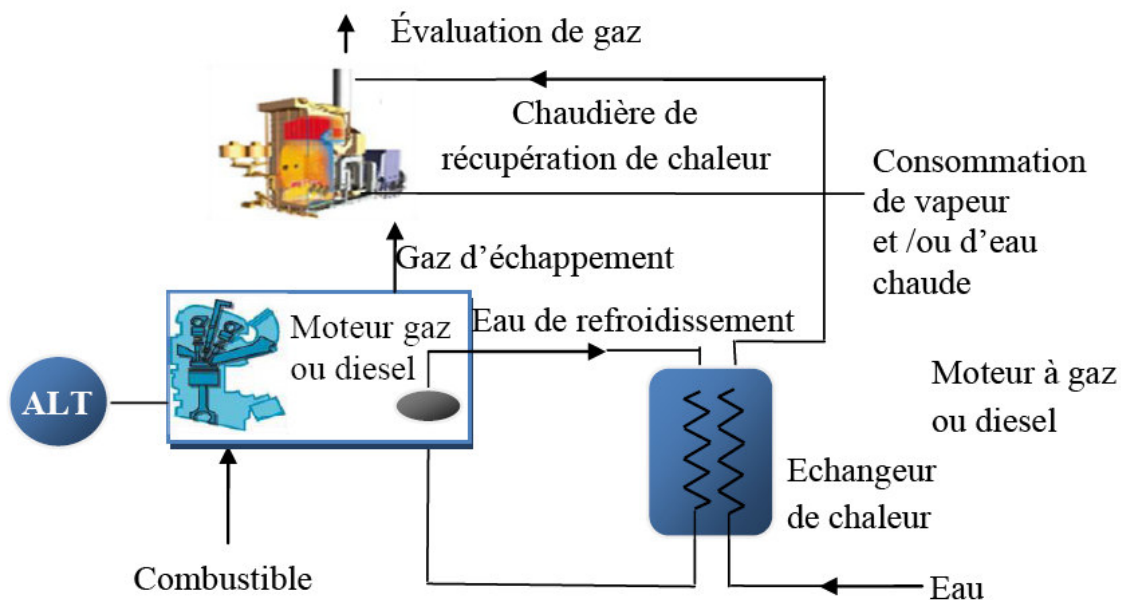 Évaluation de gaz
Chaudière de
récupération de chaleur
Consommation
de vapeur
et /ou d’eau
chaude
Gaz d’échappement
Moteur gaz
ou diesel
Eau de refroidissement
ALT
Moteur à gaz
ou diesel
Echangeur
de chaleur
Combustible
Eau